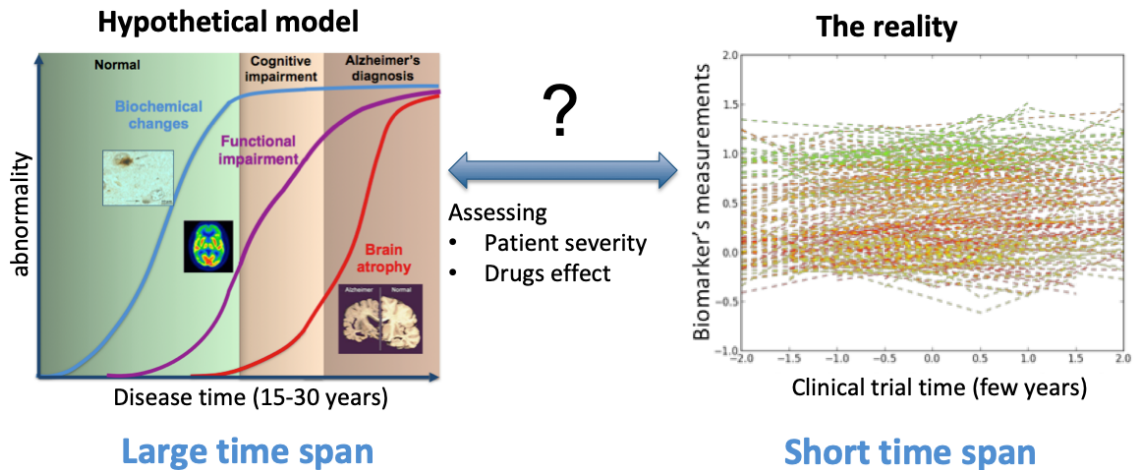 Hypothetical model
Normal
Cognitive
impairment
Alzheimer's
diagnosis
Biochemical
changes
Functional
impairment
Brain
atrophy
Alzheimer
Normal
abnormality
Disease time (15-30 years)
Large time span
?
Assessing
• Patient severity
• Drugs effect
The reality
Biomarker's measurements
2.0
1.5
1.0
0.5
0.0
−0.5
−1.0
−2.0
−1.5
−1.0
−0.5
0.0
0.5
1.0
1.5
2.0
Clinical trial time (few years)
Short time span